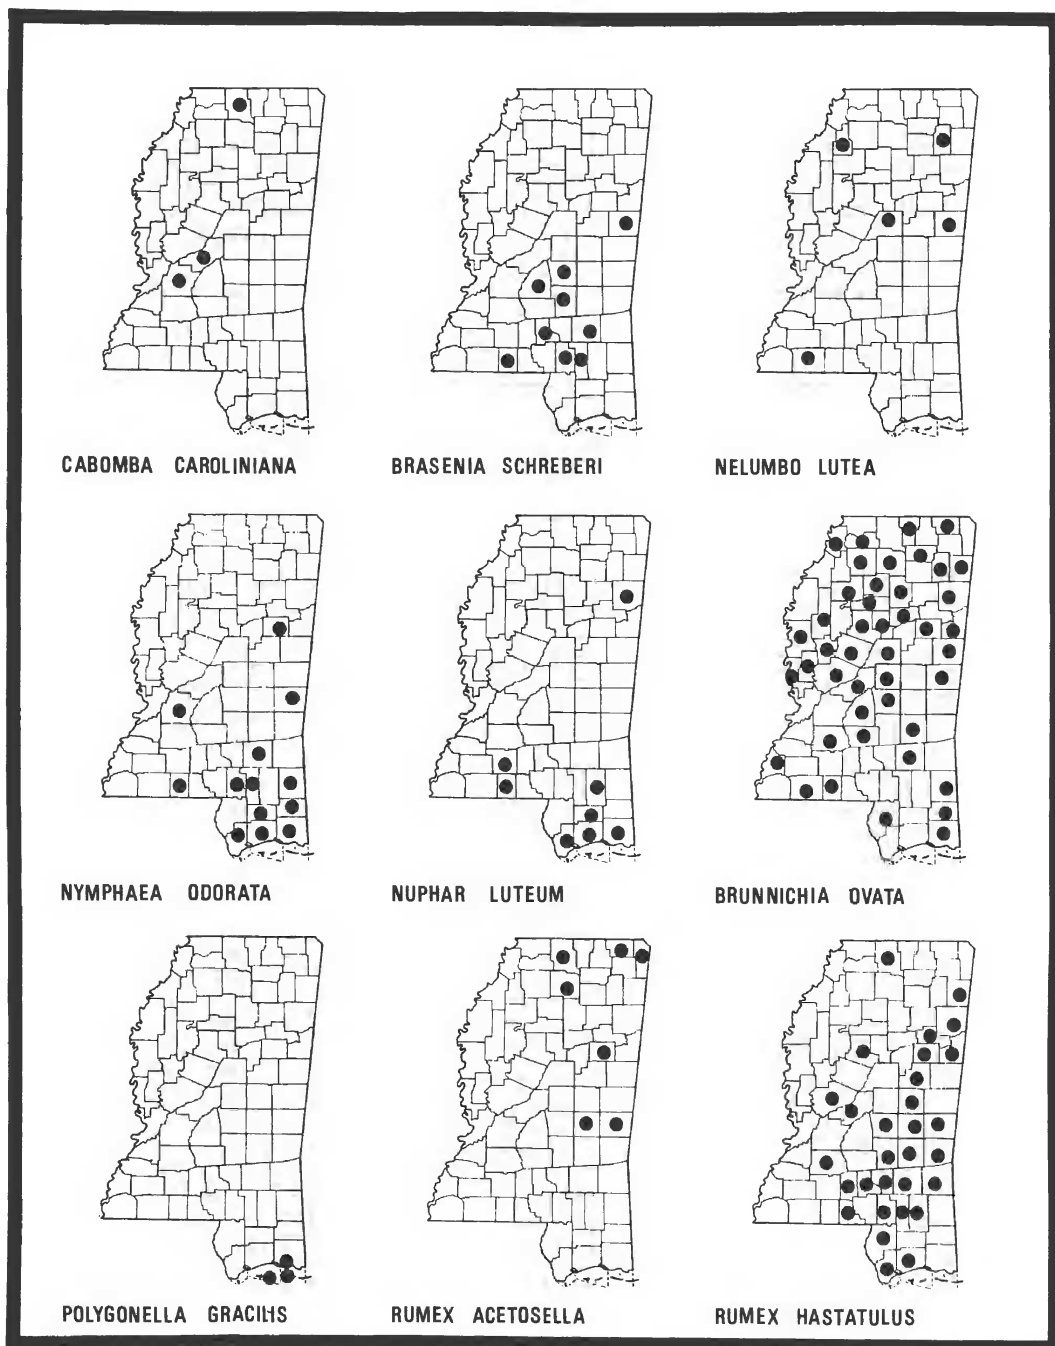 CABOMBA CAROLINIANA
BRASENIA SCHREBERI
NELUMBO LUTEA
NYMPHAEA ODORATA
NUPHAR LUTEUM
BRUNNICHIA OVATA
POLYGONELLA GRACILIS
RUMEX ACETOSELLA
RUMEX HASTATULUS